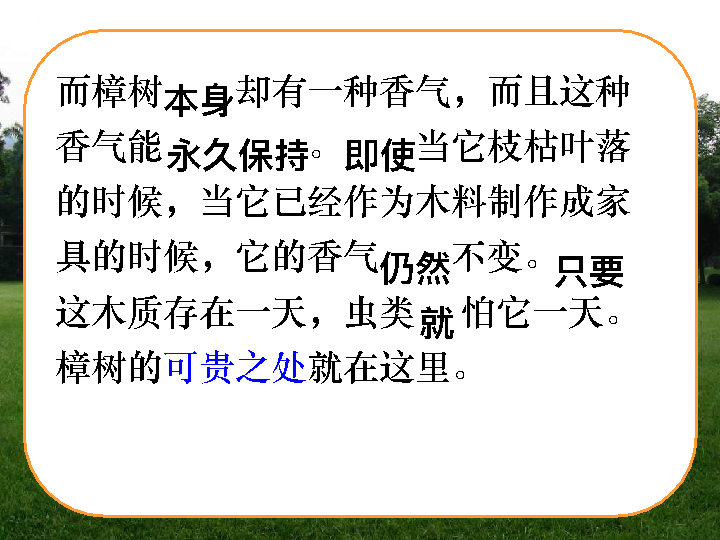 而樟树本身却有一种香气，而且这种
香气能永久保持。即使当它枝枯叶落
的时候，当它已经作为木料制作成家
具的时候，它的香气仍然不变。只要
这木质存在一天，虫类就怕它一天。
樟树的可贵之处就在这里。